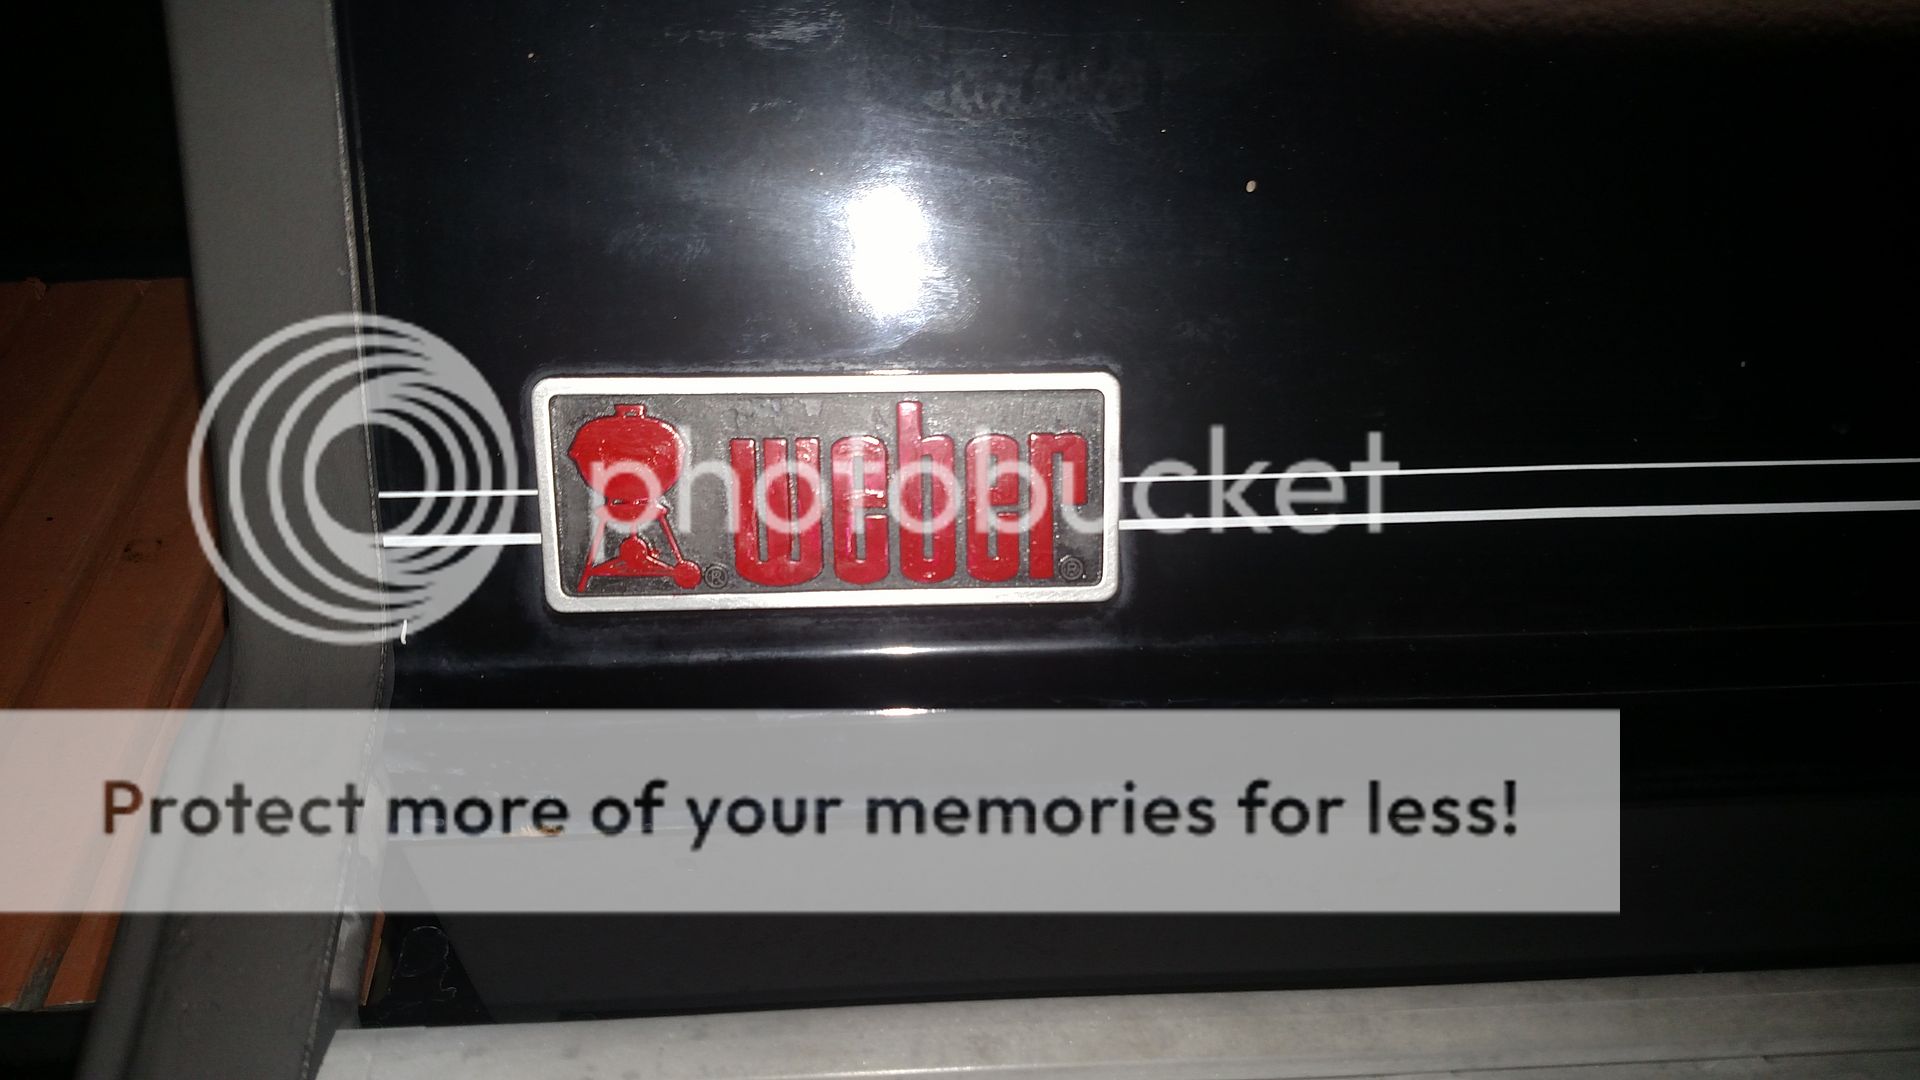 ® weber ®
photobucket
Protect more of your memories for less!